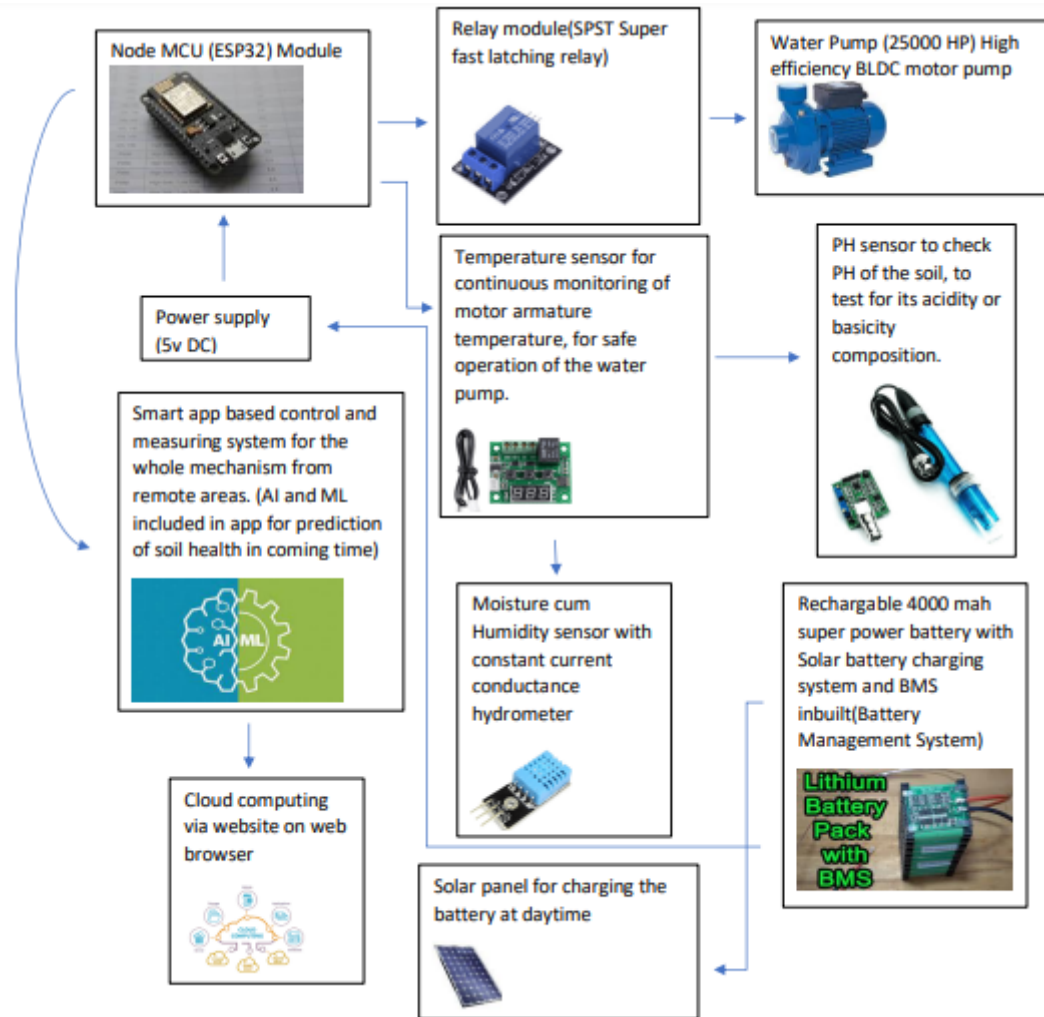 Node MCU (ESP32) Module
Relay module(SPST Super
fast latching relay)
Water Pump (25000 HP) High
efficiency BLDC motor pump
Temperature sensor for
continuous monitoring of
motor armature
temperature, for safe
operation of the water
pump.
PH sensor to check
PH of the soil, to
test for its acidity or
basicity
composition.
Power supply
(5v DC)
Smart app based control and
measuring system for the
whole mechanism from
remote areas. (AI and ML
included in app for prediction
of soil health in coming time)
AI ML
Moisture cum
Humidity sensor with
constant current
conductance
hydrometer
Rechargable 4000 mah
super power battery with
Solar battery charging
system and BMS
inbuilt(Battery
Management System)
Lithium
Battery
Pack
with
BMS
Cloud computing
via website on web
browser
CLOUD
COMPUTING
Solar panel for charging the
battery at daytime